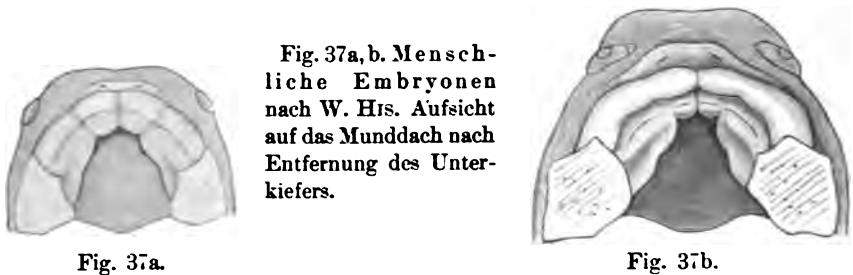 Fig. 37a, b. Mensch-
liche Embryonen
nach W. HIS. Aufsicht
auf das Munddach nach
Entfernung des Unter-
kiefers.
Fig. 37a.
Fig. 37b.